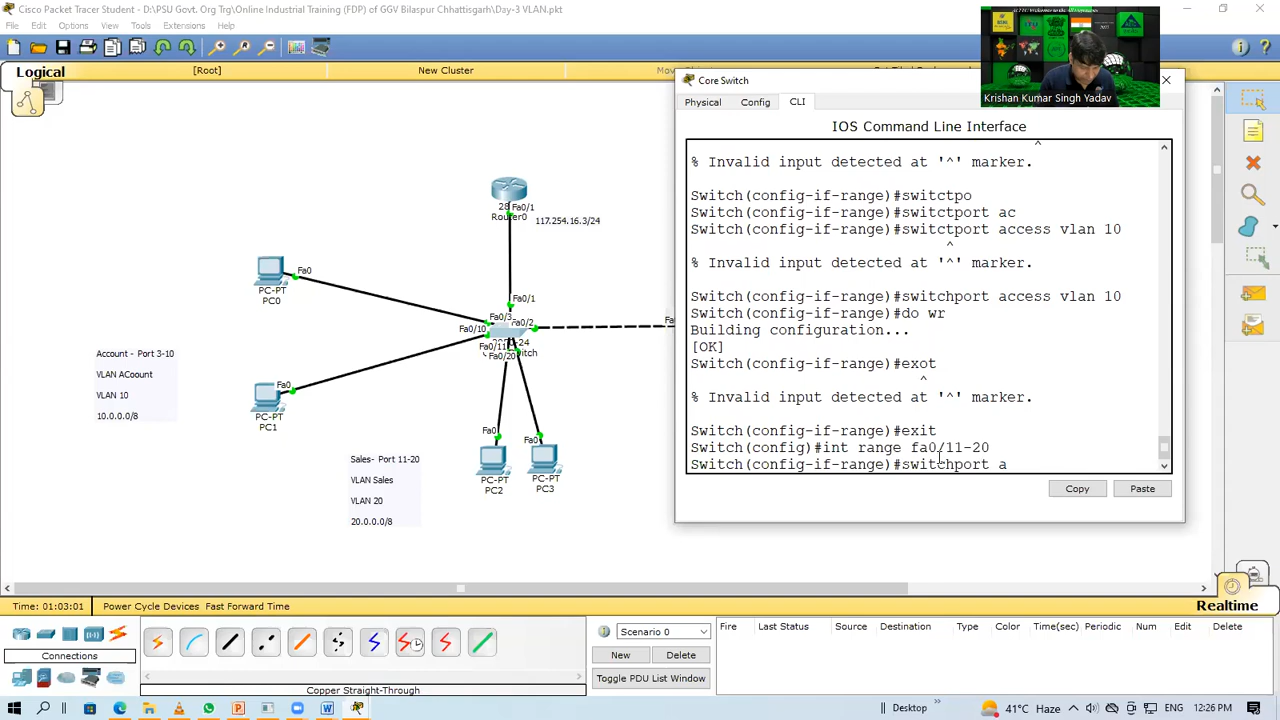 Cisco Packet Tracer Student - D:\PSU Govt. Org Trg\Online Industrial Training (FDP) of GGV Bilaspur Chhattisgarh\Day-3 VLAN.pkt
File Edit Options View Tools Extensions Help
Logical
[Root]
New Cluster
Krishan Kumar Singh Yadav
Core Switch
Physical
Config
CLI
IOS Command Line Interface
^
% Invalid input detected at '^' marker.
Switch(config-if-range)#switctpo
Switch(config-if-range)#switctport ac
Switch(config-if-range)#switctport access vlan 10
^
% Invalid input detected at '^' marker.
Switch(config-if-range)#switchport access vlan 10
Switch(config-if-range)#do wr
Building configuration...
[OK]
Switch(config-if-range)#exot
^
% Invalid input detected at '^' marker.
Switch(config-if-range)#exit
Switch(config)#int range fa0/11-20
Switch(config-if-range)#switchport a
Copy
Paste
Fa0/1
Router0
117.254.16.3/24
Fa0
PC-PT
PC0
Fa0/1
Fa0/3
Fa0/2
Fa0/10
Fa0/20
Fa0
PC-PT
PC1
Account - Port 3-10
VLAN ACoount
VLAN 10
10.0.0.0/8
Sales- Port 11-20
VLAN Sales
VLAN 20
20.0.0.0/8
Fa0
PC-PT
PC2
Fa0
PC-PT
PC3
Time: 01:03:01
Power Cycle Devices Fast Forward Time
Realtime
Connections
Copper Straight-Through
Scenario 0
New
Delete
Toggle PDU List Window
Fire Last Status Source Destination Type Color Time(sec) Periodic Num Edit Delete
Desktop
41°C Haze
ENG
12:26 PM